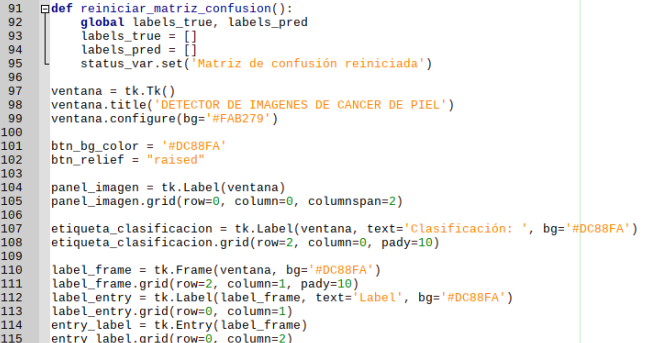 91 def reiniciar_matriz_confusion():
92     global labels_true, labels_pred
93     labels_true = []
94     labels_pred = []
95     status_var.set('Matriz de confusión reiniciada')
96
97 ventana = tk.Tk()
98 ventana.title('DETECTOR DE IMAGENES DE CANCER DE PIEL')
99 ventana.configure(bg='#FAB279')
100
101 btn_bg_color = '#DC88FA'
102 btn_relief = "raised"
103
104 panel_imagen = tk.Label(ventana)
105 panel_imagen.grid(row=0, column=0, columnspan=2)
106
107 etiqueta_clasificacion = tk.Label(ventana, text='Clasificación: ', bg='#DC88FA')
108 etiqueta_clasificacion.grid(row=2, column=0, pady=10)
109
110 label_frame = tk.Frame(ventana, bg='#DC88FA')
111 label_frame.grid(row=2, column=1, pady=10)
112 label_entry = tk.Label(label_frame, text='Label', bg='#DC88FA')
113 label_entry.grid(row=0, column=1)
114 entry_label = tk.Entry(label_frame)
115 entry_label.grid(row=0, column=2)